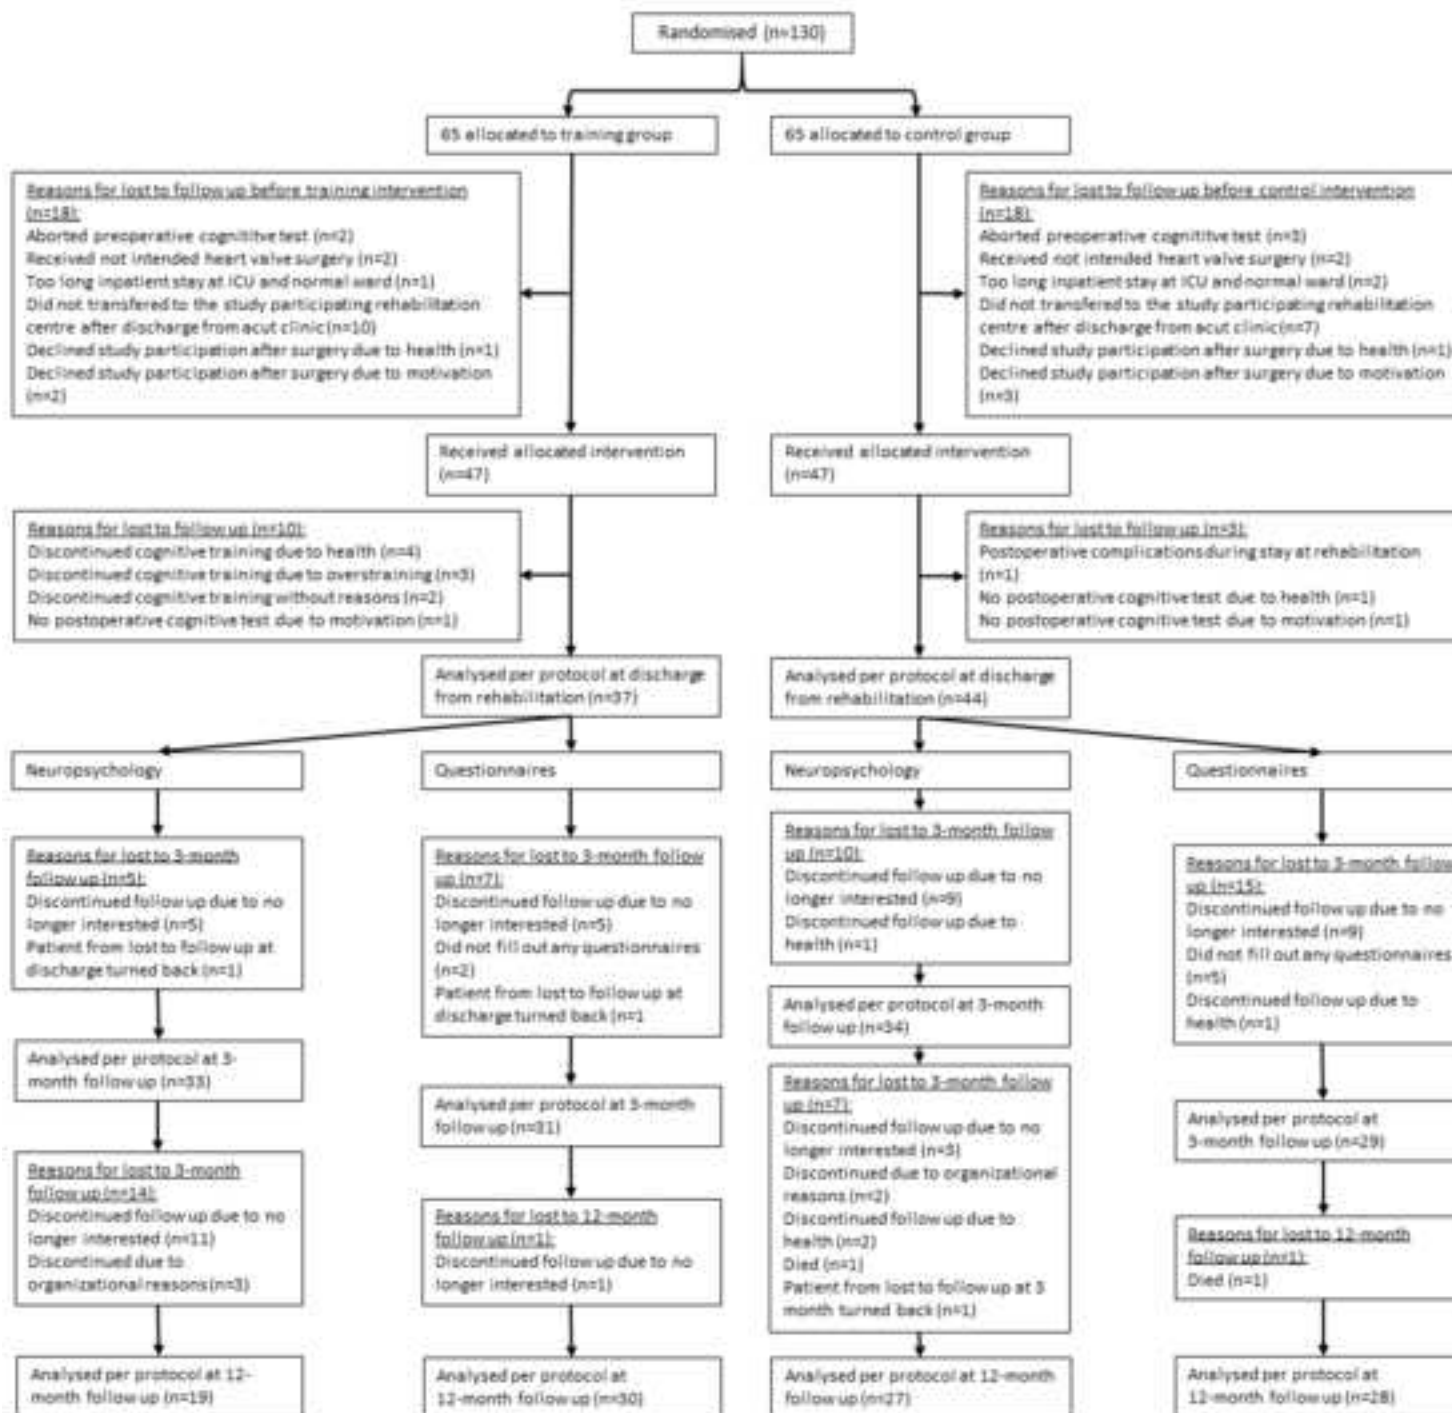 Randomised (n=130)
65 allocated to training group
65 allocated to control group
Reasons for lost to follow up before training intervention
(n=18):
Aborted preoperative cognititve test (n=2)
Received not intended heart valve surgery (n=2)
Too long inpatient stay at ICU and normal ward (n=1)
Did not transfered to the study participating rehabilitation
centre after discharge from acut clinic(n=10)
Declined study participation after surgery due to health (n=1)
Declined study participation after surgery due to motivation
(n=2)
Reasons for lost to follow up before control intervention
(n=18):
Aborted preoperative cognititve test (n=3)
Received not intended heart valve surgery (n=2)
Too long inpatient stay at ICU and normal ward (n=2)
Did not transfered to the study participating rehabilitation
centre after discharge from acut clinic(n=7)
Declined study participation after surgery due to health (n=1)
Declined study participation after surgery due to motivation
(n=3)
Received allocated intervention
(n=47)
Received allocated intervention
(n=47)
Reasons for lost to follow up (n=10):
Discontinued cognitive training due to health (n=4)
Discontinued cognitive training due to overstraining (n=3)
Discontinued cognitive training without reasons (n=2)
No postoperative cognitive test due to motivation (n=1)
Reasons for lost to follow up (n=3):
Postoperative complications during stay at rehabilitation
(n=1)
No postoperative cognitive test due to health (n=1)
No postoperative cognitive test due to motivation (n=1)
Analysed per protocol at discharge
from rehabilitation (n=37)
Analysed per protocol at discharge
from rehabilitation (n=44)
Neuropsychology
Questionnaires
Neuropsychology
Questionnaires
Reasons for lost to 3-month
follow up (n=5):
Discontinued follow up due to no
longer interested (n=5)
Patient from lost to follow up at
discharge turned back (n=1)
Analysed per protocol at 3-
month follow up (n=33)
Reasons for lost to 3-month
follow up (n=14):
Discontinued follow up due to no
longer interested (n=11)
Discontinued due to
organizational reasons (n=3)
Analysed per protocol at 12-
month follow up (n=19)
Reasons for lost to 3-month follow
up (n=7):
Discontinued follow up due to no
longer interested (n=5)
Did not fill out any questionnaires
(n=2)
Patient from lost to follow up at
discharge turned back (n=1
Analysed per protocol at 3-month
follow up (n=31)
Reasons for lost to 12-month
follow up (n=1):
Discontinued follow up due to no
longer interested (n=1)
Analysed per protocol at
12-month follow up (n=30)
Reasons for lost to 3-month follow
up (n=10):
Discontinued follow up due to no
longer interested (n=9)
Discontinued follow up due to
health (n=1)
Analysed per protocol at 3-month
follow up (n=34)
Reasons for lost to 3-month follow
up (n=7):
Discontinued follow up due to no
longer interested (n=3)
Discontinued due to organizational
reasons (n=2)
Discontinued follow up due to
health (n=2)
Died (n=1)
Patient from lost to follow up at 3
month turned back (n=1)
Analysed per protocol at 12-month
follow up (n=27)
Reasons for lost to 3-month follow
up (n=15):
Discontinued follow up due to no
longer interested (n=9)
Did not fill out any questionnaires
(n=5)
Discontinued follow up due to
health (n=1)
Analysed per protocol at
3-month follow up (n=29)
Reasons for lost to 12-month
follow up (n=1):
Died (n=1)
Analysed per protocol at
12-month follow up (n=28)